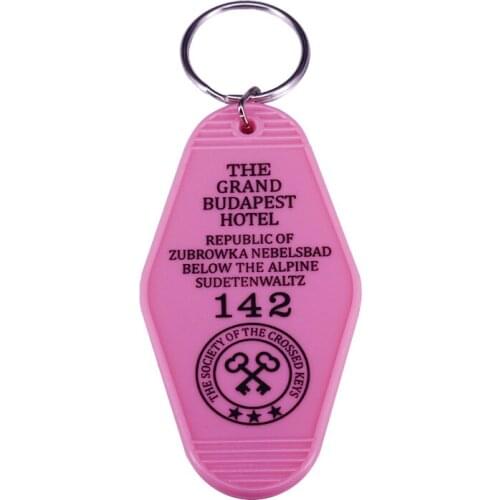 THE
GRAND
BUDAPEST
HOTEL
REPUBLIC OF
ZUBROWKA NEBELSBAD
BELOW THE ALPINE
SUDETENWALTZ
142
THE SOCIETY OF THE CROSSED KEYS